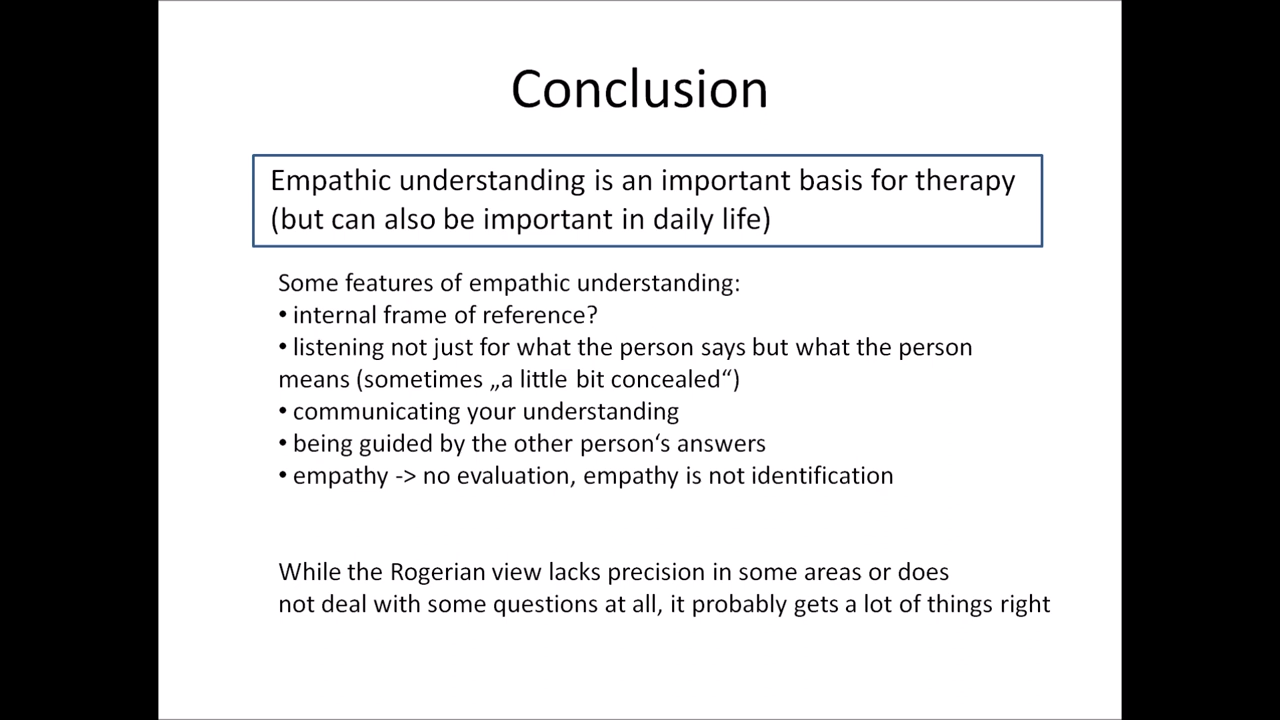 Conclusion
Empathic understanding is an important basis for therapy
(but can also be important in daily life)
Some features of empathic understanding:
• internal frame of reference?
• listening not just for what the person says but what the person
means (sometimes „a little bit concealed“)
• communicating your understanding
• being guided by the other person‘s answers
• empathy -> no evaluation, empathy is not identification
While the Rogerian view lacks precision in some areas or does
not deal with some questions at all, it probably gets a lot of things right